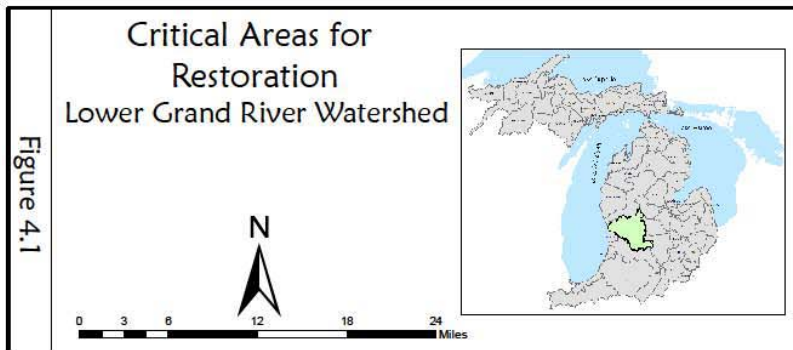 Critical Areas for
Restoration
Lower Grand River Watershed
Figure 4.1
N
0 3 6 12 18 24
Miles